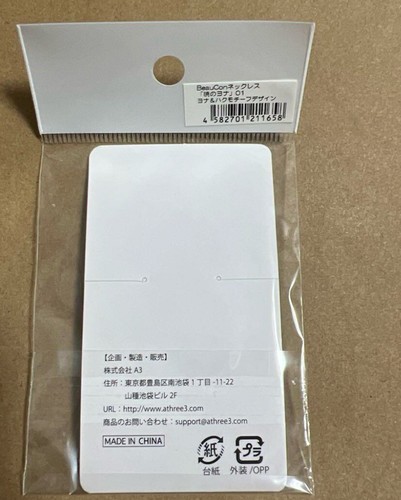 BeauConネックレス
「暁のヨナ」01
ヨナ&ハクモチーフデザイン
4 582701 211658
【企画・製造・販売】
株式会社 A3
住所:東京都豊島区南池袋1丁目-11-22
山種池袋ビル 2F
URL:http://www.athree3.com
商品のお問い合わせ:support@athree3.com
MADE IN CHINA
紙 プラ
台紙 外装/OPP